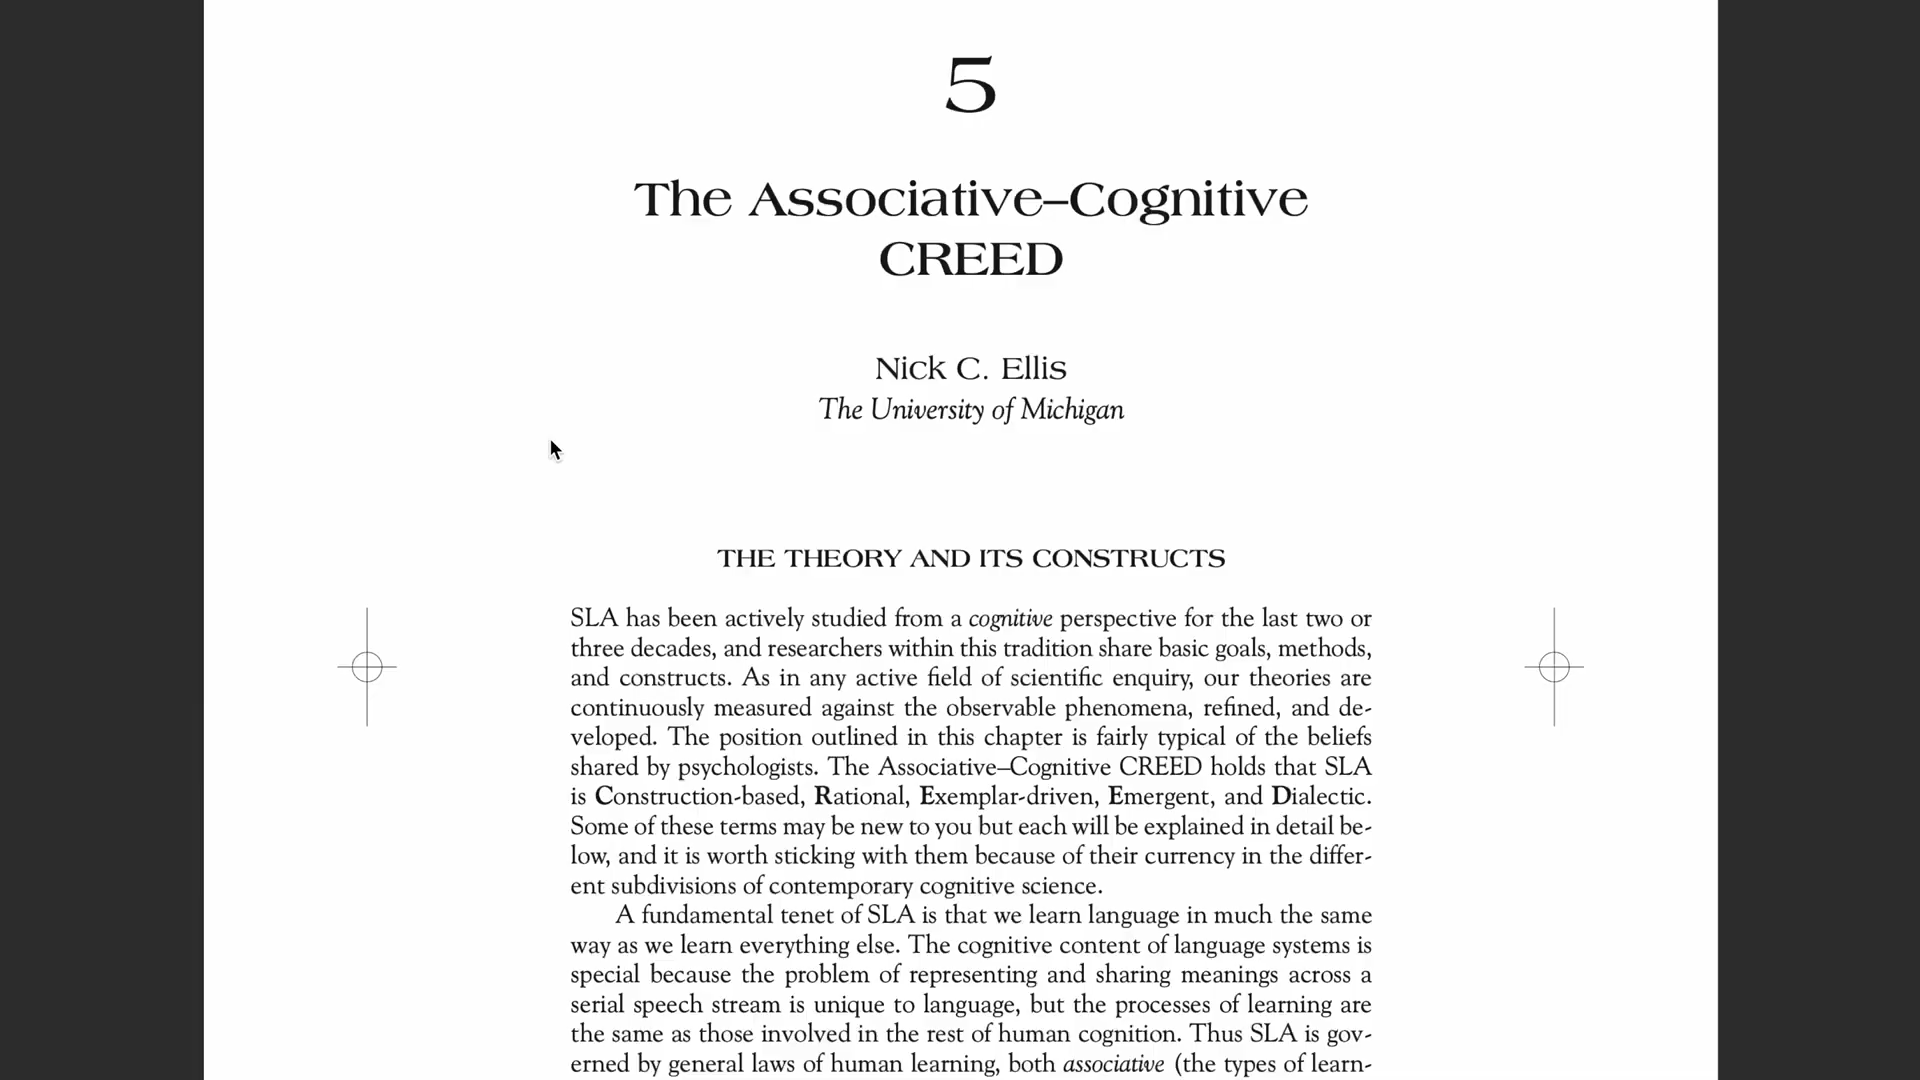 5
The Associative–Cognitive
CREED
Nick C. Ellis
The University of Michigan
THE THEORY AND ITS CONSTRUCTS
SLA has been actively studied from a cognitive perspective for the last two or
three decades, and researchers within this tradition share basic goals, methods,
and constructs. As in any active field of scientific enquiry, our theories are
continuously measured against the observable phenomena, refined, and de-
veloped. The position outlined in this chapter is fairly typical of the beliefs
shared by psychologists. The Associative–Cognitive CREED holds that SLA
is Construction-based, Rational, Exemplar-driven, Emergent, and Dialectic.
Some of these terms may be new to you but each will be explained in detail be-
low, and it is worth sticking with them because of their currency in the differ-
ent subdivisions of contemporary cognitive science.
A fundamental tenet of SLA is that we learn language in much the same
way as we learn everything else. The cognitive content of language systems is
special because the problem of representing and sharing meanings across a
serial speech stream is unique to language, but the processes of learning are
the same as those involved in the rest of human cognition. Thus SLA is gov-
erned by general laws of human learning, both associative (the types of learn-